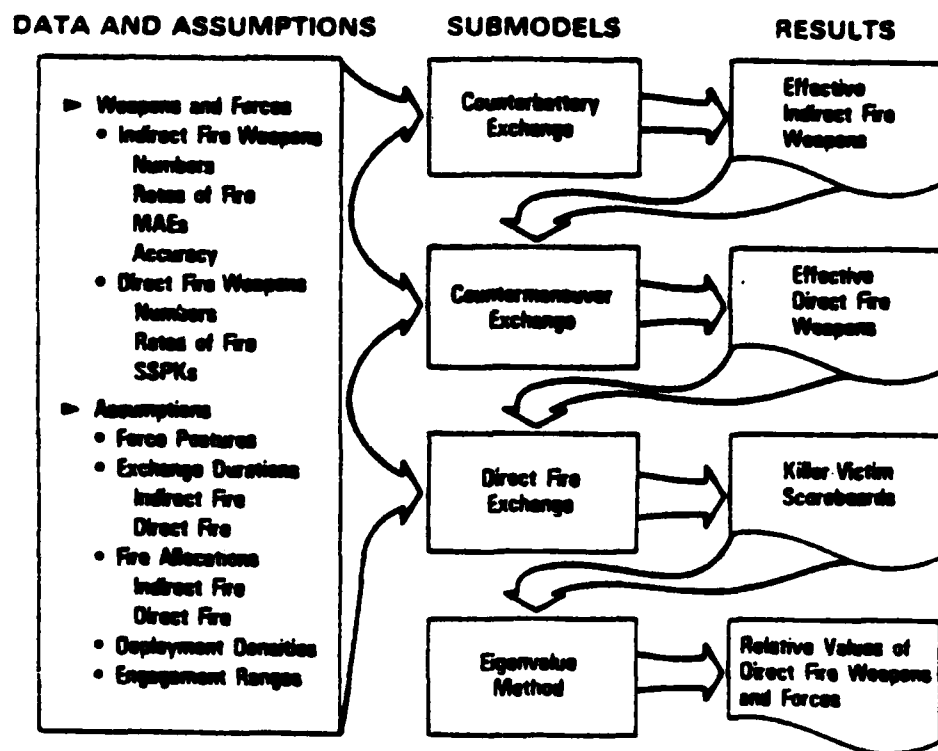 DATA AND ASSUMPTIONS
► Weapons and Forces
• Indirect Fire Weapons
Numbers
Rates of Fire
MAEs
Accuracy
• Direct Fire Weapons
Numbers
Rates of Fire
SSPKs
► Assumptions
• Force Postures
• Exchange Durations
Indirect Fire
Direct Fire
• Fire Allocations
Indirect Fire
Direct Fire
• Deployment Densities
• Engagement Ranges
SUBMODELS
Counterbattery
Exchange
Countermaneuver
Exchange
Direct Fire
Exchange
Eigenvalue
Method
RESULTS
Effective
Indirect Fire
Weapons
Effective
Direct Fire
Weapons
Killer-Victim
Scoreboards
Relative Values of
Direct Fire Weapons
and Forces